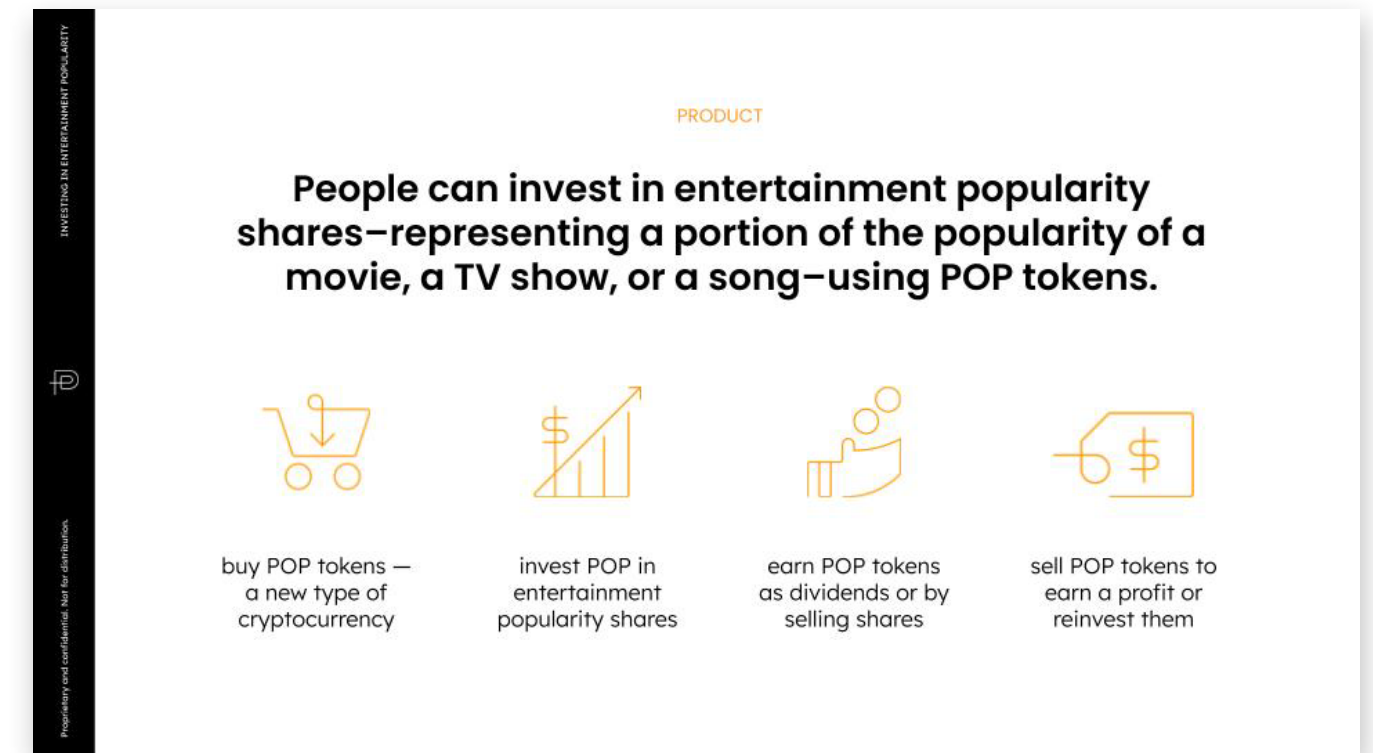 INVESTING IN ENTERTAINMENT POPULARITY
Proprietary and confidential. Not for distribution.
PRODUCT
People can invest in entertainment popularity
shares–representing a portion of the popularity of a
movie, a TV show, or a song–using POP tokens.
buy POP tokens —
a new type of
cryptocurrency
invest POP in
entertainment
popularity shares
earn POP tokens
as dividends or by
selling shares
sell POP tokens to
earn a profit or
reinvest them